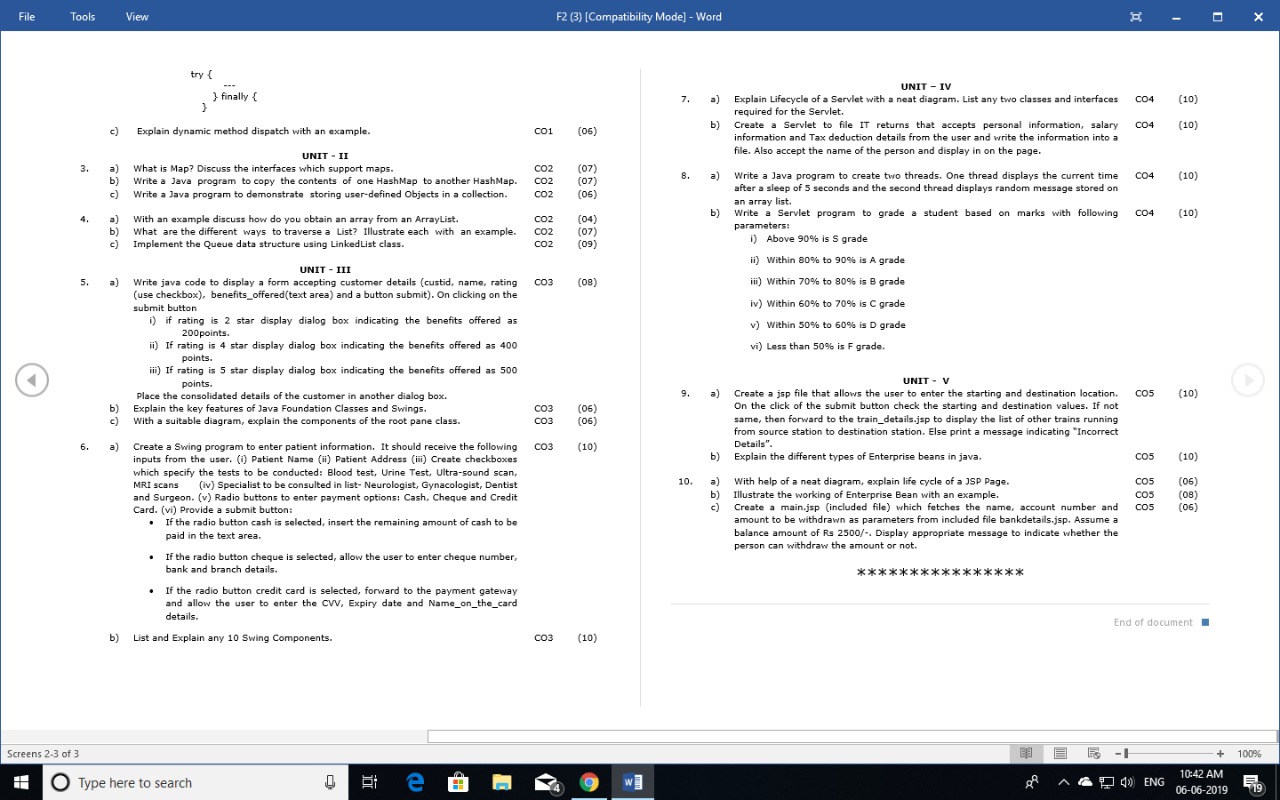 File Tools View F2 (3) [Compatibility Mode] - Word
try {
---
} finally {
}
c) Explain dynamic method dispatch with an example. CO1 (06)
UNIT - II
3. a) What is Map? Discuss the interfaces which support maps. CO2 (07)
b) Write a Java program to copy the contents of one HashMap to another HashMap. CO2 (07)
c) Write a Java program to demonstrate storing user-defined Objects in a collection. CO2 (06)
4. a) With an example discuss how do you obtain an array from an ArrayList. CO2 (04)
b) What are the different ways to traverse a List? Illustrate each with an example. CO2 (07)
c) Implement the Queue data structure using LinkedList class. CO2 (09)
UNIT - III
5. a) Write java code to display a form accepting customer details (custid, name, rating CO3 (08)
(use checkbox), benefits_offered(text area) and a button submit). On clicking on the
submit button
i) if rating is 2 star display dialog box indicating the benefits offered as
200points.
ii) If rating is 4 star display dialog box indicating the benefits offered as 400
points.
iii) If rating is 5 star display dialog box indicating the benefits offered as 500
points.
Place the consolidated details of the customer in another dialog box.
b) Explain the key features of Java Foundation Classes and Swings. CO3 (06)
c) With a suitable diagram, explain the components of the root pane class. CO3 (06)
6. a) Create a Swing program to enter patient information. It should receive the following CO3 (10)
inputs from the user. (i) Patient Name (ii) Patient Address (iii) Create checkboxes
which specify the tests to be conducted: Blood test, Urine Test, Ultra-sound scan,
MRI scans (iv) Specialist to be consulted in list- Neurologist, Gynacologist, Dentist
and Surgeon. (v) Radio buttons to enter payment options: Cash, Cheque and Credit
Card. (vi) Provide a submit button:
• If the radio button cash is selected, insert the remaining amount of cash to be
paid in the text area.
• If the radio button cheque is selected, allow the user to enter cheque number,
bank and branch details.
• If the radio button credit card is selected, forward to the payment gateway
and allow the user to enter the CVV, Expiry date and Name_on_the_card
details.
b) List and Explain any 10 Swing Components. CO3 (10)
UNIT – IV
7. a) Explain Lifecycle of a Servlet with a neat diagram. List any two classes and interfaces CO4 (10)
required for the Servlet.
b) Create a Servlet to file IT returns that accepts personal information, salary CO4 (10)
information and Tax deduction details from the user and write the information into a
file. Also accept the name of the person and display in on the page.
8. a) Write a Java program to create two threads. One thread displays the current time CO4 (10)
after a sleep of 5 seconds and the second thread displays random message stored on
an array list.
b) Write a Servlet program to grade a student based on marks with following CO4 (10)
parameters:
i) Above 90% is S grade
ii) Within 80% to 90% is A grade
iii) Within 70% to 80% is B grade
iv) Within 60% to 70% is C grade
v) Within 50% to 60% is D grade
vi) Less than 50% is F grade.
UNIT - V
9. a) Create a jsp file that allows the user to enter the starting and destination location. CO5 (10)
On the click of the submit button check the starting and destination values. If not
same, then forward to the train_details.jsp to display the list of other trains running
from source station to destination station. Else print a message indicating “Incorrect
Details”.
b) Explain the different types of Enterprise beans in java. CO5 (10)
10. a) With help of a neat diagram, explain life cycle of a JSP Page. CO5 (06)
b) Illustrate the working of Enterprise Bean with an example. CO5 (08)
c) Create a main.jsp (included file) which fetches the name, account number and CO5 (06)
amount to be withdrawn as parameters from included file bankdetails.jsp. Assume a
balance amount of Rs 2500/-. Display appropriate message to indicate whether the
person can withdraw the amount or not.
****************
End of document
Screens 2-3 of 3 100%
Type here to search 4 ENG 10:42 AM 19
06-06-2019